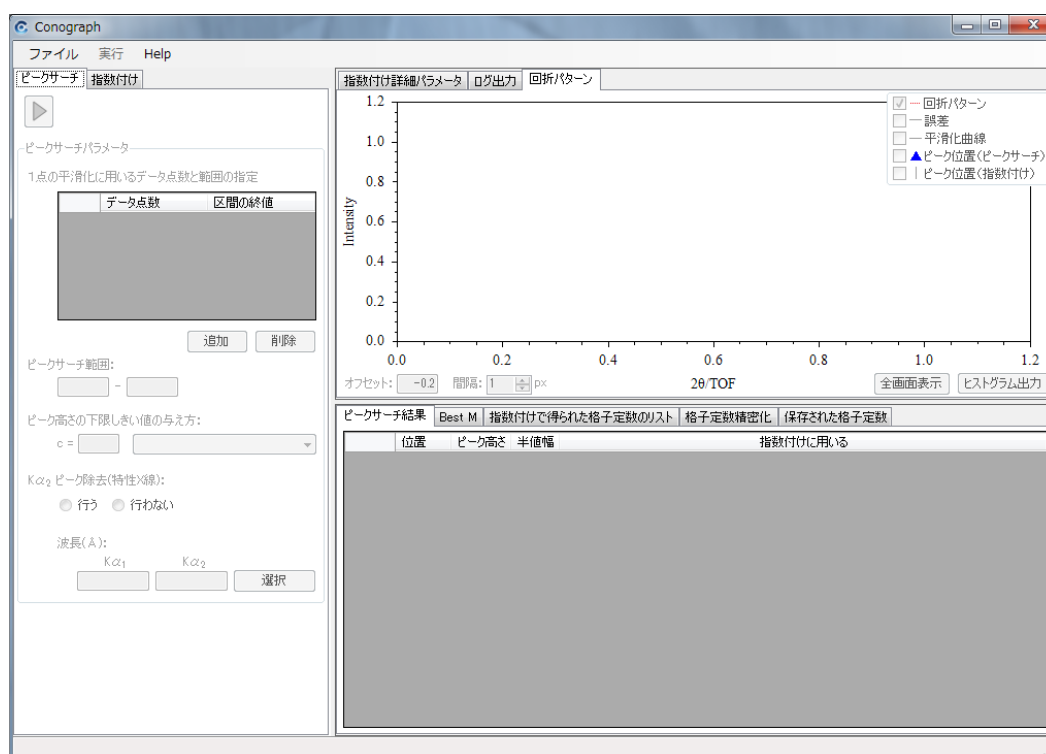 Conograph
ファイル 実行 Help
ピークサーチ 指数付け
ピークサーチパラメータ
1点の平滑化に用いるデータ点数と範囲の指定
データ点数 区間の終値
追加 削除
ピークサーチ範囲:
-
ピーク高さの下限しきい値の与え方:
c =
Kα2 ピーク除去(特性X線):
行う 行わない
波長(Å):
Kα1 Kα2
選択
指数付け詳細パラメータ ログ出力 回折パターン
回折パターン
誤差
平滑化曲線
ピーク位置(ピークサーチ)
ピーク位置(指数付け)
Intensity
1.2
1.0
0.8
0.6
0.4
0.2
0.0
0.0 0.2 0.4 0.6 0.8 1.0 1.2
オフセット: -0.2 間隔: 1 px 2θ/TOF 全画面表示 ヒストグラム出力
ピークサーチ結果 Best M 指数付けで得られた格子定数のリスト 格子定数精密化 保存された格子定数
位置 ピーク高さ 半値幅 指数付けに用いる